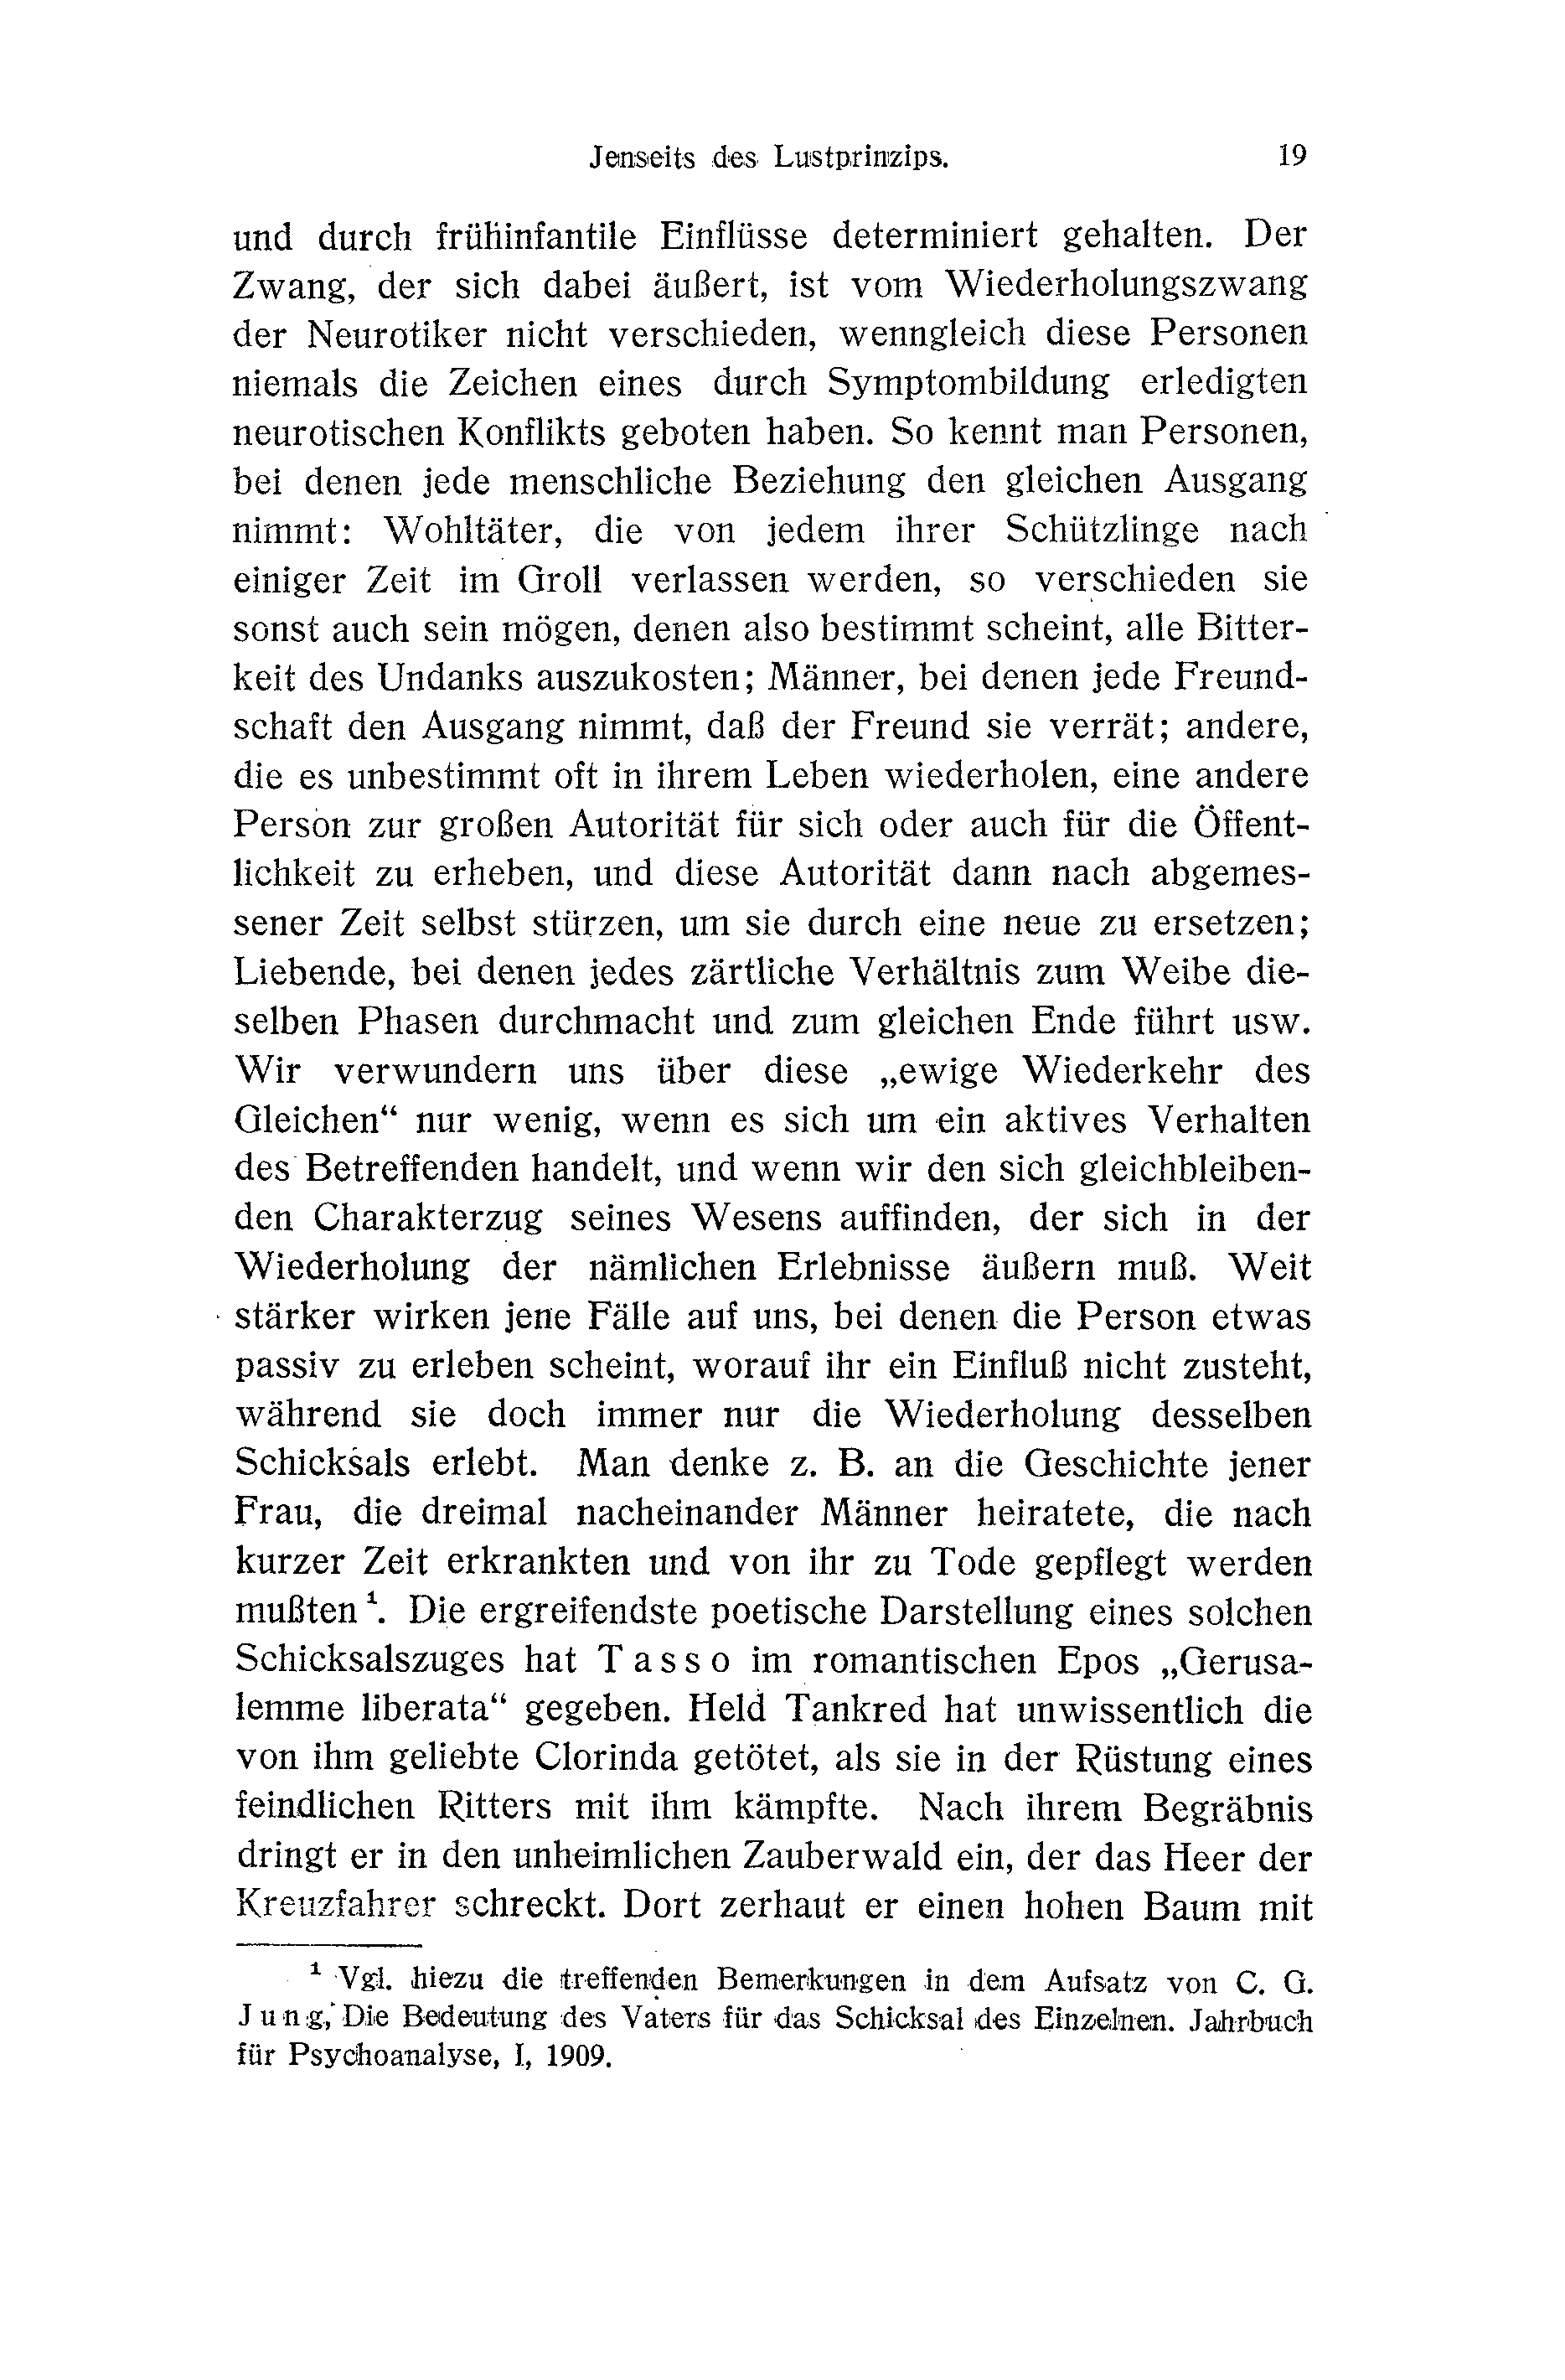 Jenseits des Lustprinzips. 19
und durch frühinfantile Einflüsse determiniert gehalten. Der
Zwang, der sich dabei äußert, ist vom Wiederholungszwang
der Neurotiker nicht verschieden, wenngleich diese Personen
niemals die Zeichen eines durch Symptombildung erledigten
neurotischen Konflikts geboten haben. So kennt man Personen,
bei denen jede menschliche Beziehung den gleichen Ausgang
nimmt: Wohltäter, die von jedem ihrer Schützlinge nach
einiger Zeit im Groll verlassen werden, so verschieden sie
sonst auch sein mögen, denen also bestimmt scheint, alle Bitter-
keit des Undanks auszukosten; Männer, bei denen jede Freund-
schaft den Ausgang nimmt, daß der Freund sie verrät; andere,
die es unbestimmt oft in ihrem Leben wiederholen, eine andere
Person zur großen Autorität für sich oder auch für die Öffent-
lichkeit zu erheben, und diese Autorität dann nach abgemes-
sener Zeit selbst stürzen, um sie durch eine neue zu ersetzen;
Liebende, bei denen jedes zärtliche Verhältnis zum Weibe die-
selben Phasen durchmacht und zum gleichen Ende führt usw.
Wir verwundern uns über diese „ewige Wiederkehr des
Gleichen“ nur wenig, wenn es sich um ein aktives Verhalten
des Betreffenden handelt, und wenn wir den sich gleichbleiben-
den Charakterzug seines Wesens auffinden, der sich in der
Wiederholung der nämlichen Erlebnisse äußern muß. Weit
stärker wirken jene Fälle auf uns, bei denen die Person etwas
passiv zu erleben scheint, worauf ihr ein Einfluß nicht zusteht,
während sie doch immer nur die Wiederholung desselben
Schicksals erlebt. Man denke z. B. an die Geschichte jener
Frau, die dreimal nacheinander Männer heiratete, die nach
kurzer Zeit erkrankten und von ihr zu Tode gepflegt werden
mußten¹. Die ergreifendste poetische Darstellung eines solchen
Schicksalszuges hat Tasso im romantischen Epos „Gerusa-
lemme liberata“ gegeben. Held Tankred hat unwissentlich die
von ihm geliebte Clorinda getötet, als sie in der Rüstung eines
feindlichen Ritters mit ihm kämpfte. Nach ihrem Begräbnis
dringt er in den unheimlichen Zauberwald ein, der das Heer der
Kreuzfahrer schreckt. Dort zerhaut er einen hohen Baum mit
¹ Vgl. hiezu die treffenden Bemerkungen in dem Aufsatz von C. G.
Jung, Die Bedeutung des Vaters für das Schicksal des Einzelnen. Jahrbuch
für Psychoanalyse, I, 1909.